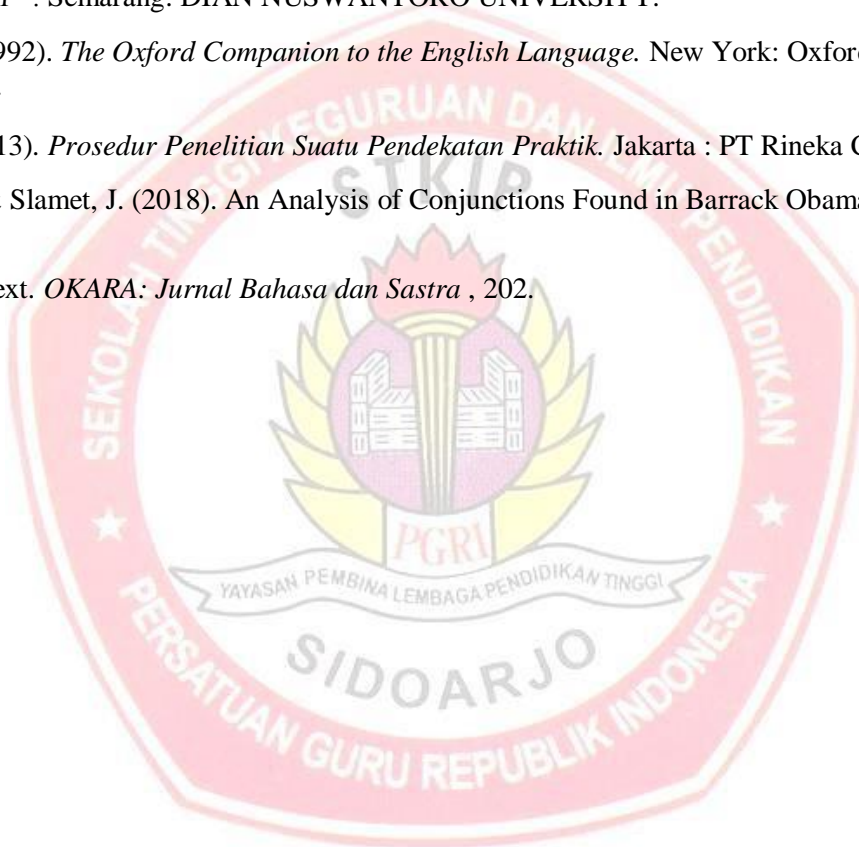 : Semarang: DIAN NUSWANTORO UNIVERSITY.
992). The Oxford Companion to the English Language. New York: Oxford
13). Prosedur Penelitian Suatu Pendekatan Praktik. Jakarta : PT Rineka C
Slamet, J. (2018). An Analysis of Conjunctions Found in Barrack Obama
ext. OKARA: Jurnal Bahasa dan Sastra , 202.
SEKOLAH TINGGI KEGURUAN DAN ILMU PENDIDIKAN
STKIP
PGRI
YAYASAN PEMBINA LEMBAGA PENDIDIKAN TINGGI
SIDOARJO
PERSATUAN GURU REPUBLIK INDONESIA